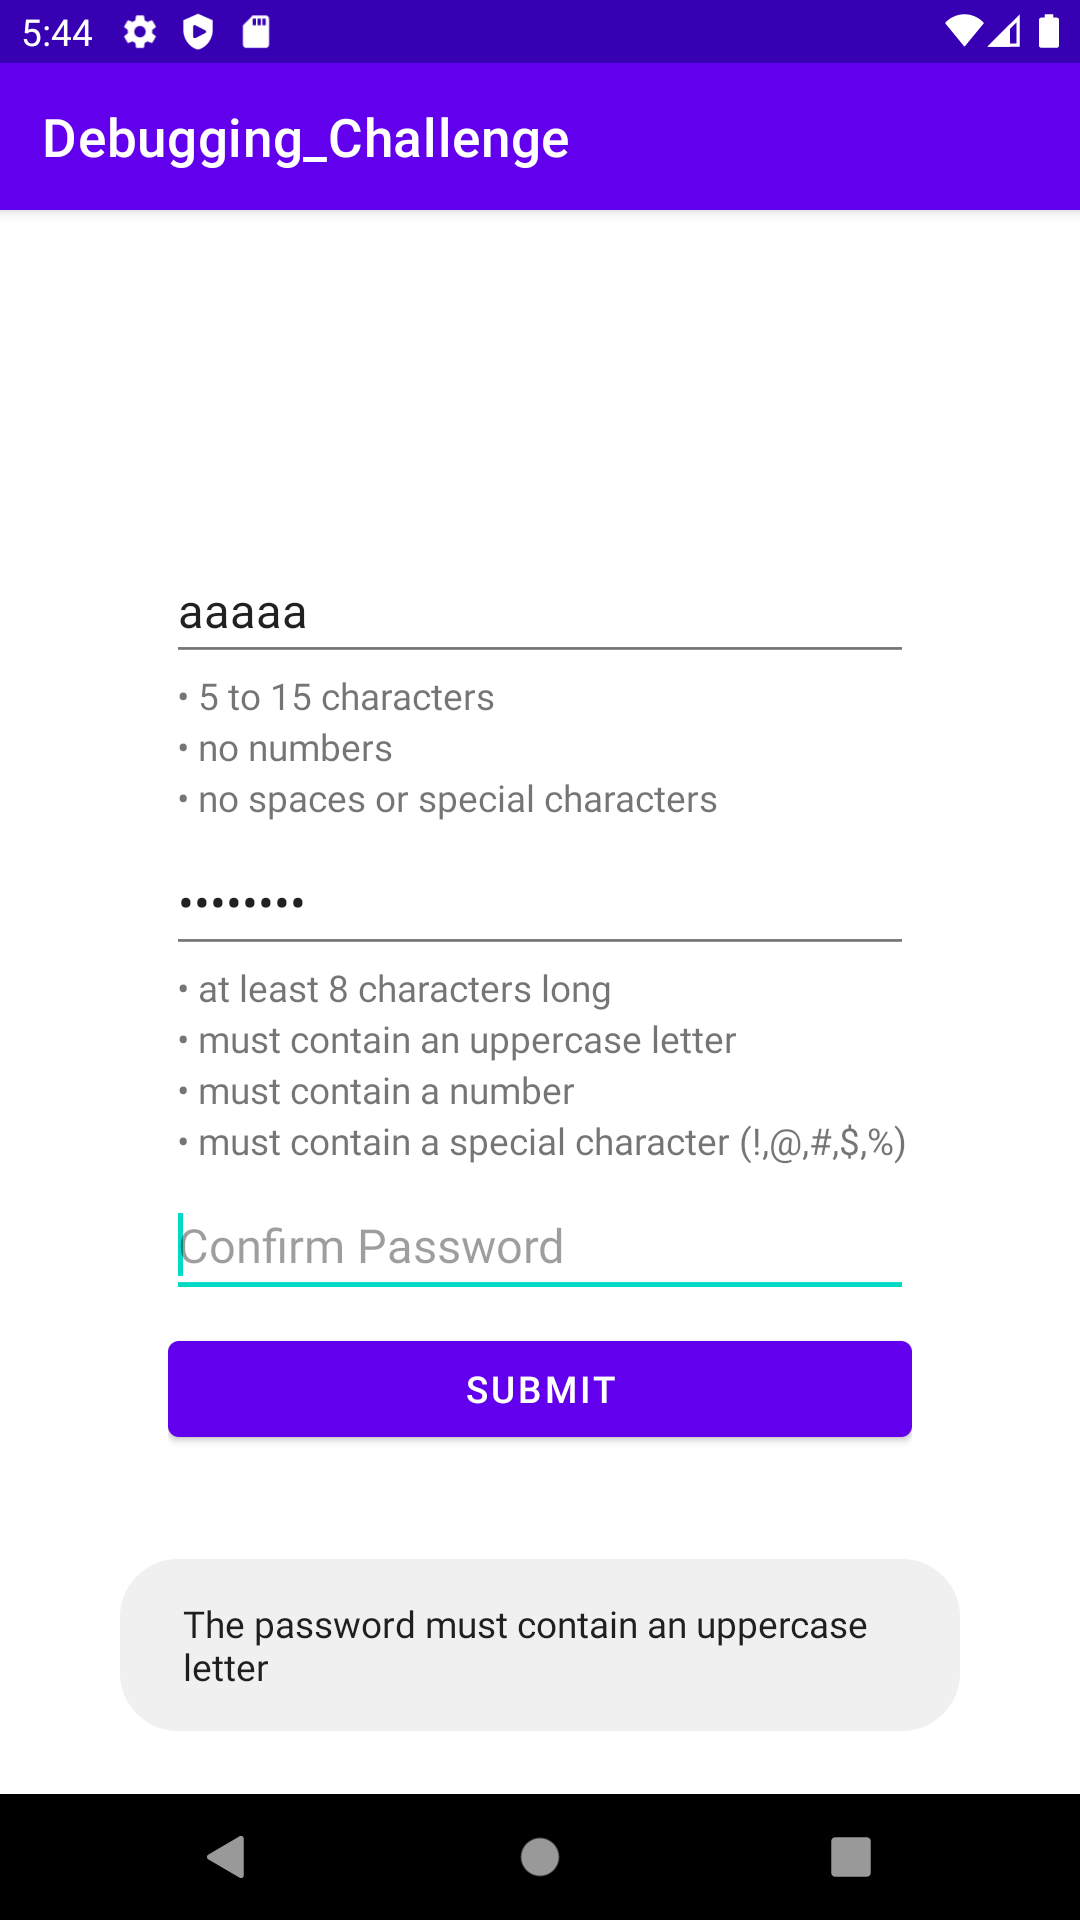 5:44
Debugging_Challenge
aaaaa
• 5 to 15 characters
• no numbers
• no spaces or special characters
••••••••
• at least 8 characters long
• must contain an uppercase letter
• must contain a number
• must contain a special character (!,@,#,$,%)
Confirm Password
SUBMIT
The password must contain an uppercase
letter